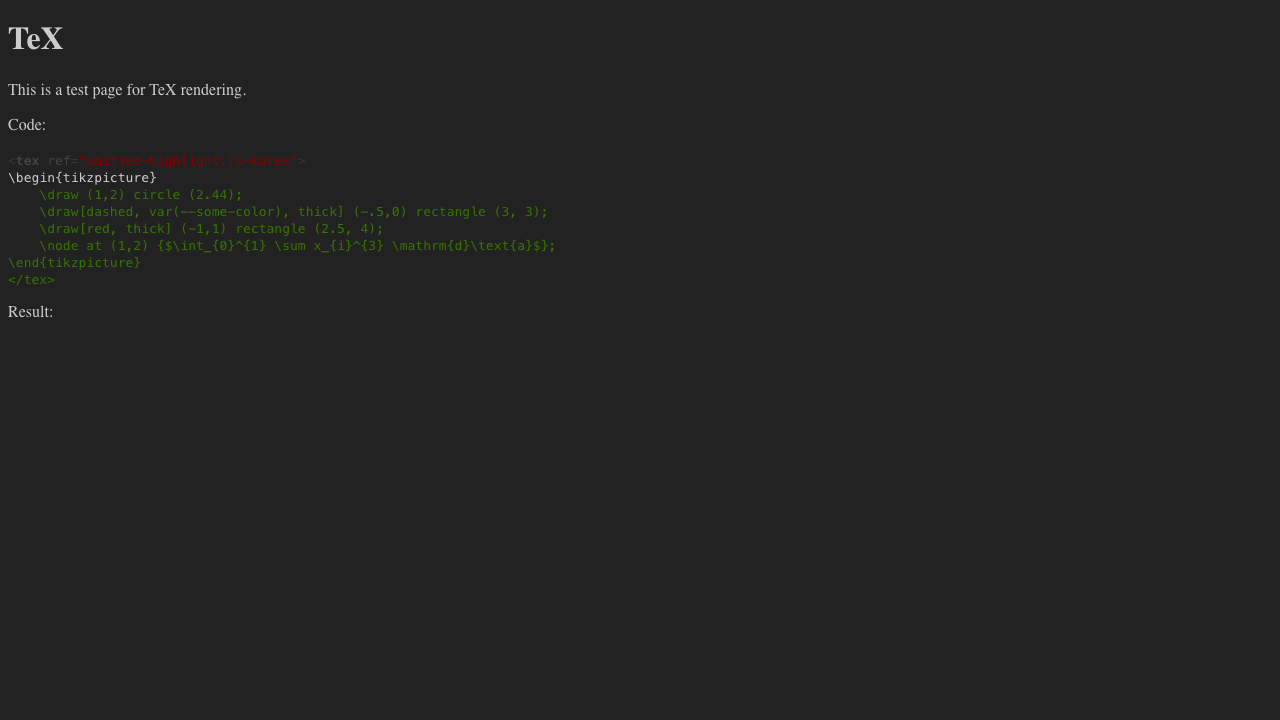 TeX
This is a test page for TeX rendering.
Code:
<tex ref="unified-highlight.js-katex">
\begin{tikzpicture}
    \draw (1,2) circle (2.44);
    \draw[dashed, var(--some-color), thick] (-.5,0) rectangle (3, 3);
    \draw[red, thick] (-1,1) rectangle (2.5, 4);
    \node at (1,2) {$\int_{0}^{1} \sum x_{i}^{3} \mathrm{d}\text{a}$};
\end{tikzpicture}
</tex>
Result: